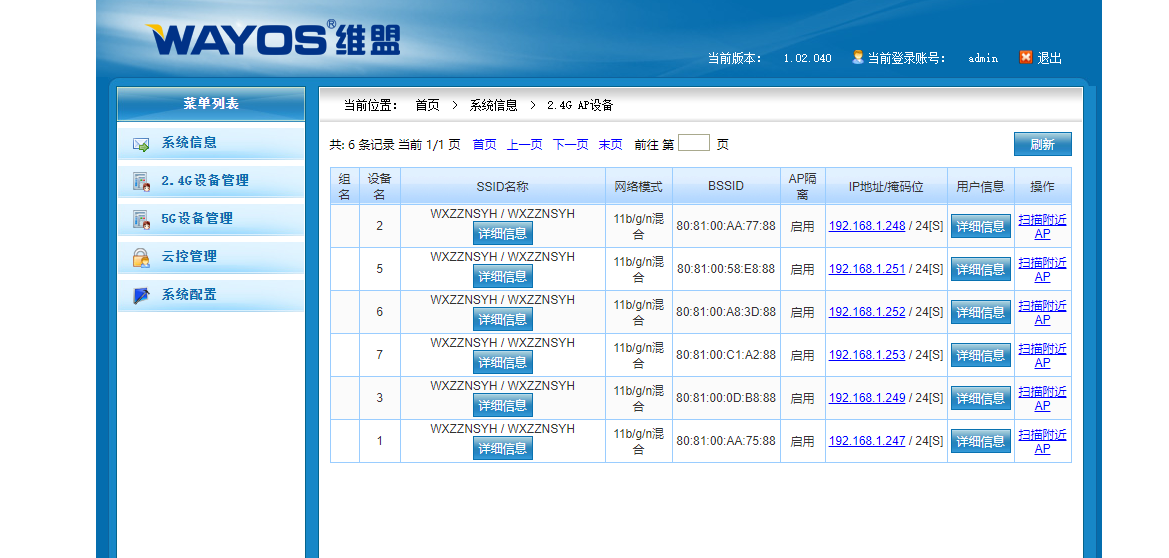 WAYOS®维盟
当前版本: 1.02.040 当前登录账号: admin 退出
菜单列表
系统信息
2.4G设备管理
5G设备管理
云控管理
系统配置
当前位置: 首页 > 系统信息 > 2.4G AP设备
共: 6 条记录 当前 1/1 页 首页 上一页 下一页 末页 前往 第 页 刷新
组名 设备名 SSID名称 网络模式 BSSID AP隔离 IP地址/掩码位 用户信息 操作
2 WXZZNSYH / WXZZNSYH 详细信息 11b/g/n混合 80:81:00:AA:77:88 启用 192.168.1.248 / 24[S] 详细信息 扫描附近AP
5 WXZZNSYH / WXZZNSYH 详细信息 11b/g/n混合 80:81:00:58:E8:88 启用 192.168.1.251 / 24[S] 详细信息 扫描附近AP
6 WXZZNSYH / WXZZNSYH 详细信息 11b/g/n混合 80:81:00:A8:3D:88 启用 192.168.1.252 / 24[S] 详细信息 扫描附近AP
7 WXZZNSYH / WXZZNSYH 详细信息 11b/g/n混合 80:81:00:C1:A2:88 启用 192.168.1.253 / 24[S] 详细信息 扫描附近AP
3 WXZZNSYH / WXZZNSYH 详细信息 11b/g/n混合 80:81:00:0D:B8:88 启用 192.168.1.249 / 24[S] 详细信息 扫描附近AP
1 WXZZNSYH / WXZZNSYH 详细信息 11b/g/n混合 80:81:00:AA:75:88 启用 192.168.1.247 / 24[S] 详细信息 扫描附近AP